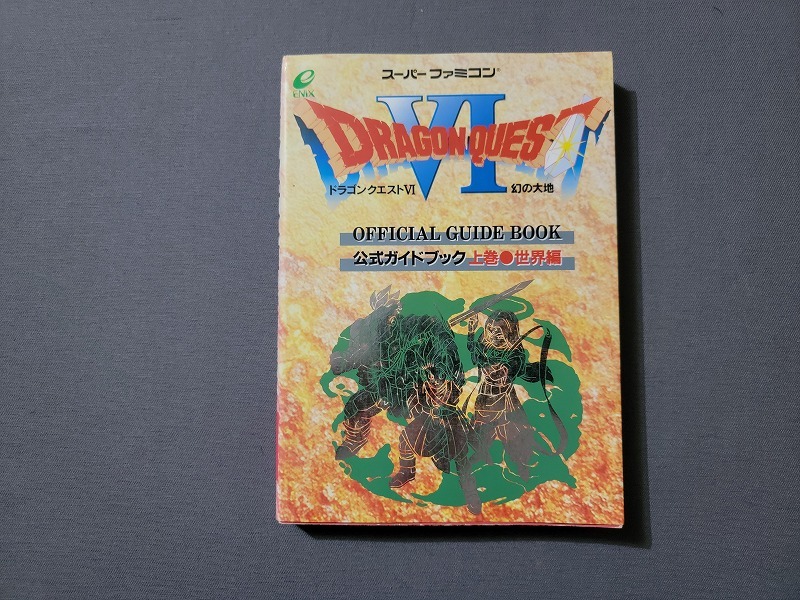 スーパーファミコン®
eNIX
VI
DRAGON QUEST
ドラゴンクエストVI 幻の大地
OFFICIAL GUIDE BOOK
公式ガイドブック 上巻●世界編